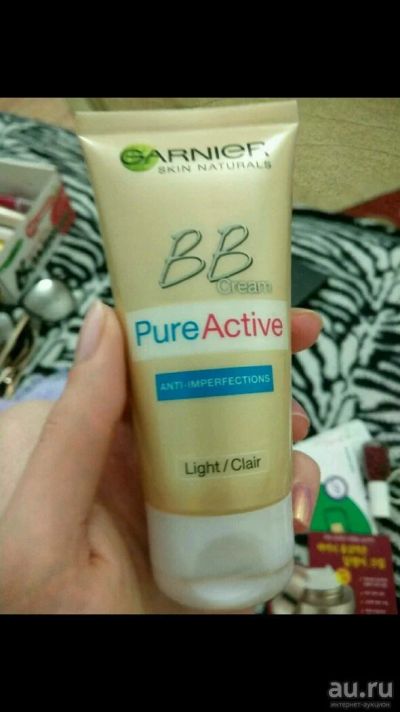 GARNIER
SKIN NATURALS
BB
Cream
PureActive
ANTI-IMPERFECTIONS
Light/Clair
au.ru
интернет-аукцион